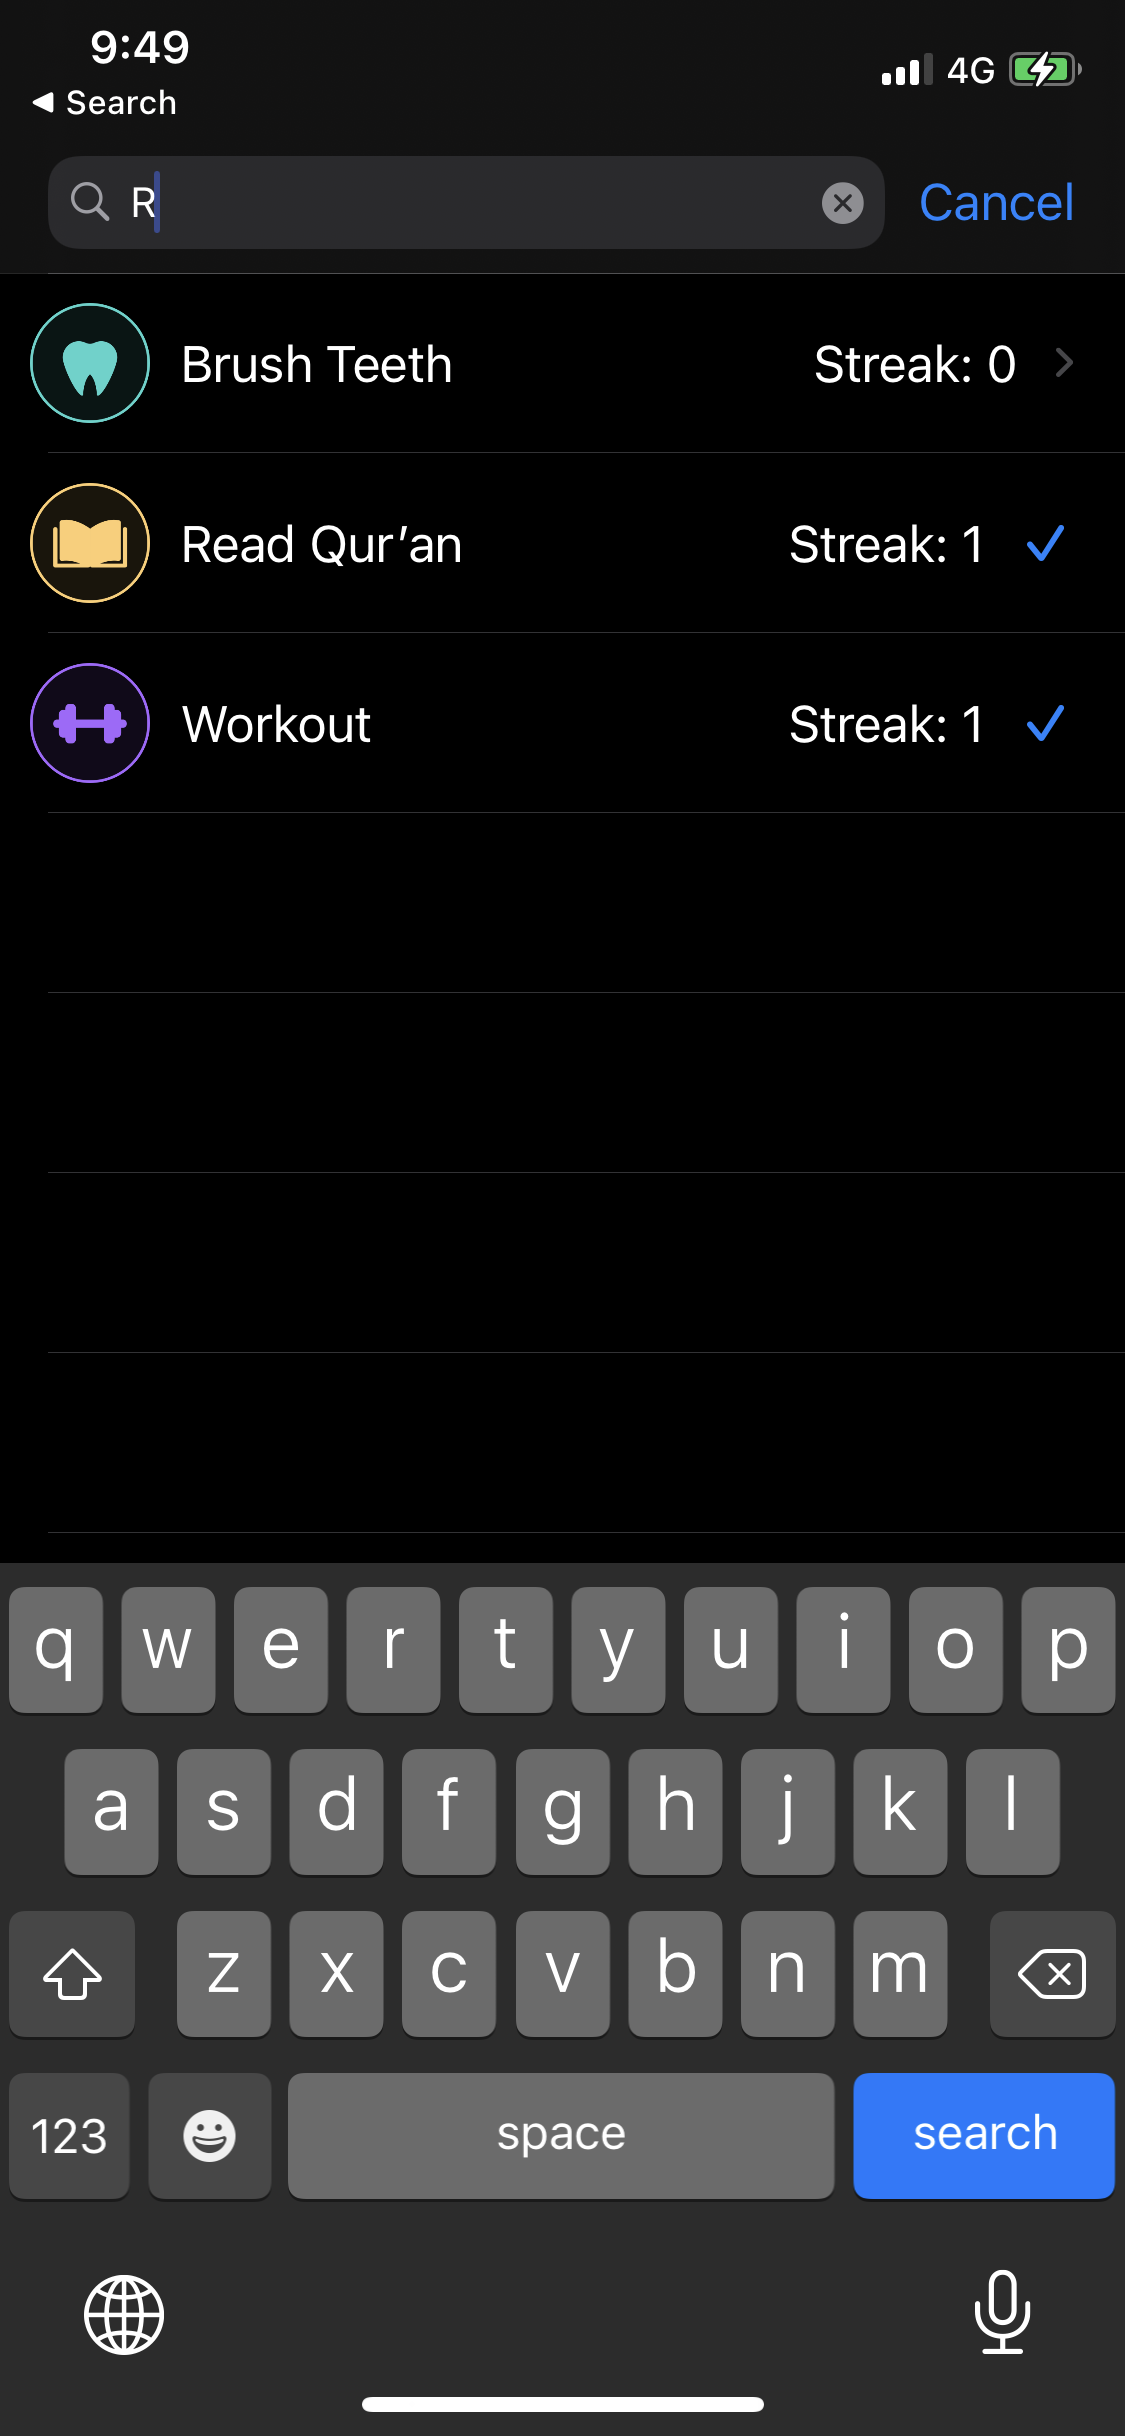 9:49
4G
◀ Search
R
Cancel
Brush Teeth Streak: 0
Read Qur’an Streak: 1
Workout Streak: 1
q w e r t y u i o p
a s d f g h j k l
z x c v b n m
123 space search